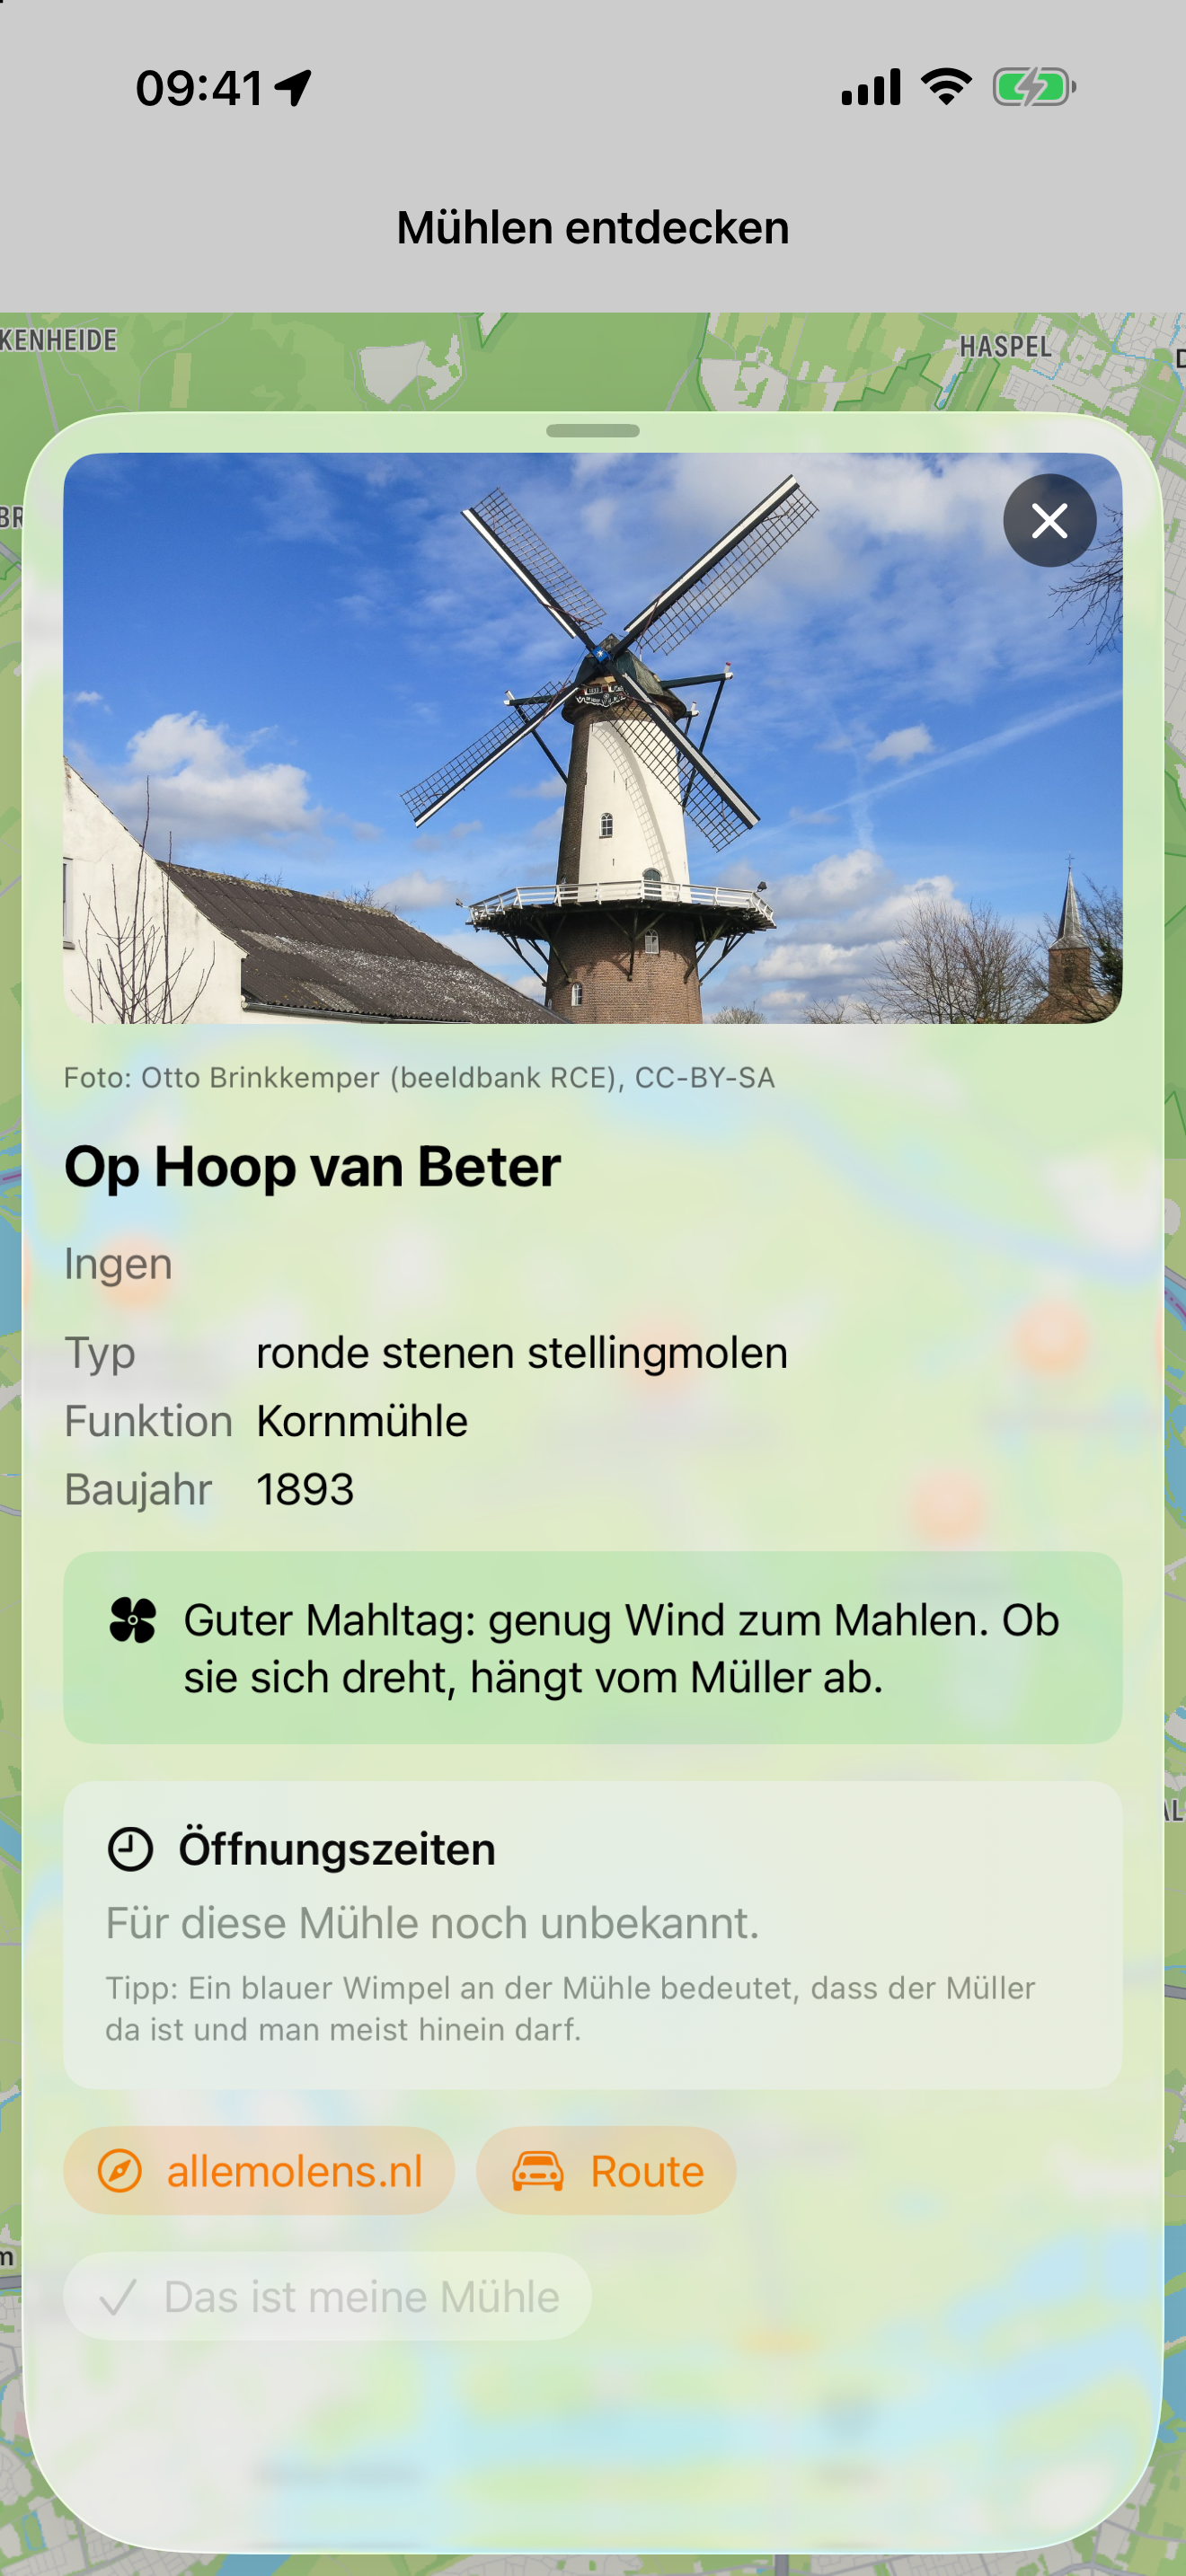 09:41
Mühlen entdecken
KENHEIDE
HASPEL
Foto: Otto Brinkkemper (beeldbank RCE), CC-BY-SA
Op Hoop van Beter
Ingen
Typ ronde stenen stellingmolen
Funktion Kornmühle
Baujahr 1893
Guter Mahltag: genug Wind zum Mahlen. Ob
sie sich dreht, hängt vom Müller ab.
Öffnungszeiten
Für diese Mühle noch unbekannt.
Tipp: Ein blauer Wimpel an der Mühle bedeutet, dass der Müller
da ist und man meist hinein darf.
allemolens.nl
Route
Das ist meine Mühle